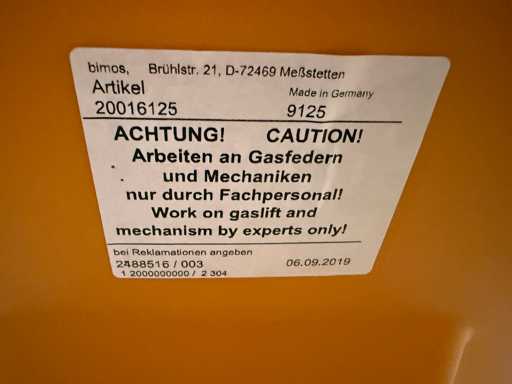 bimos, Brühlstr. 21, D-72469 Meßstetten
Artikel Made in Germany
20016125 9125
ACHTUNG! CAUTION!
Arbeiten an Gasfedern
und Mechaniken
nur durch Fachpersonal!
Work on gaslift and
mechanism by experts only!
bei Reklamationen angeben
2488516 / 003 06.09.2019
1 2000000000 / 2 304